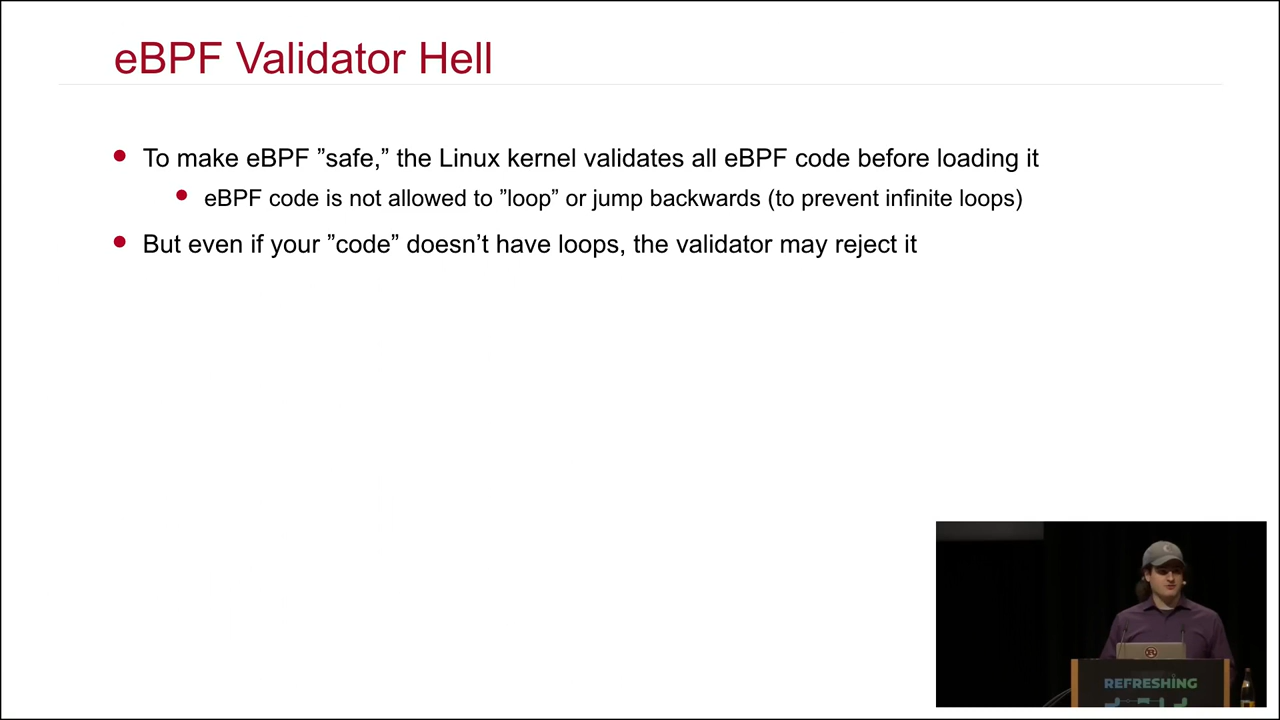 eBPF Validator Hell
To make eBPF ”safe,” the Linux kernel validates all eBPF code before loading it
eBPF code is not allowed to ”loop” or jump backwards (to prevent infinite loops)
But even if your ”code” doesn’t have loops, the validator may reject it
REFRESHING